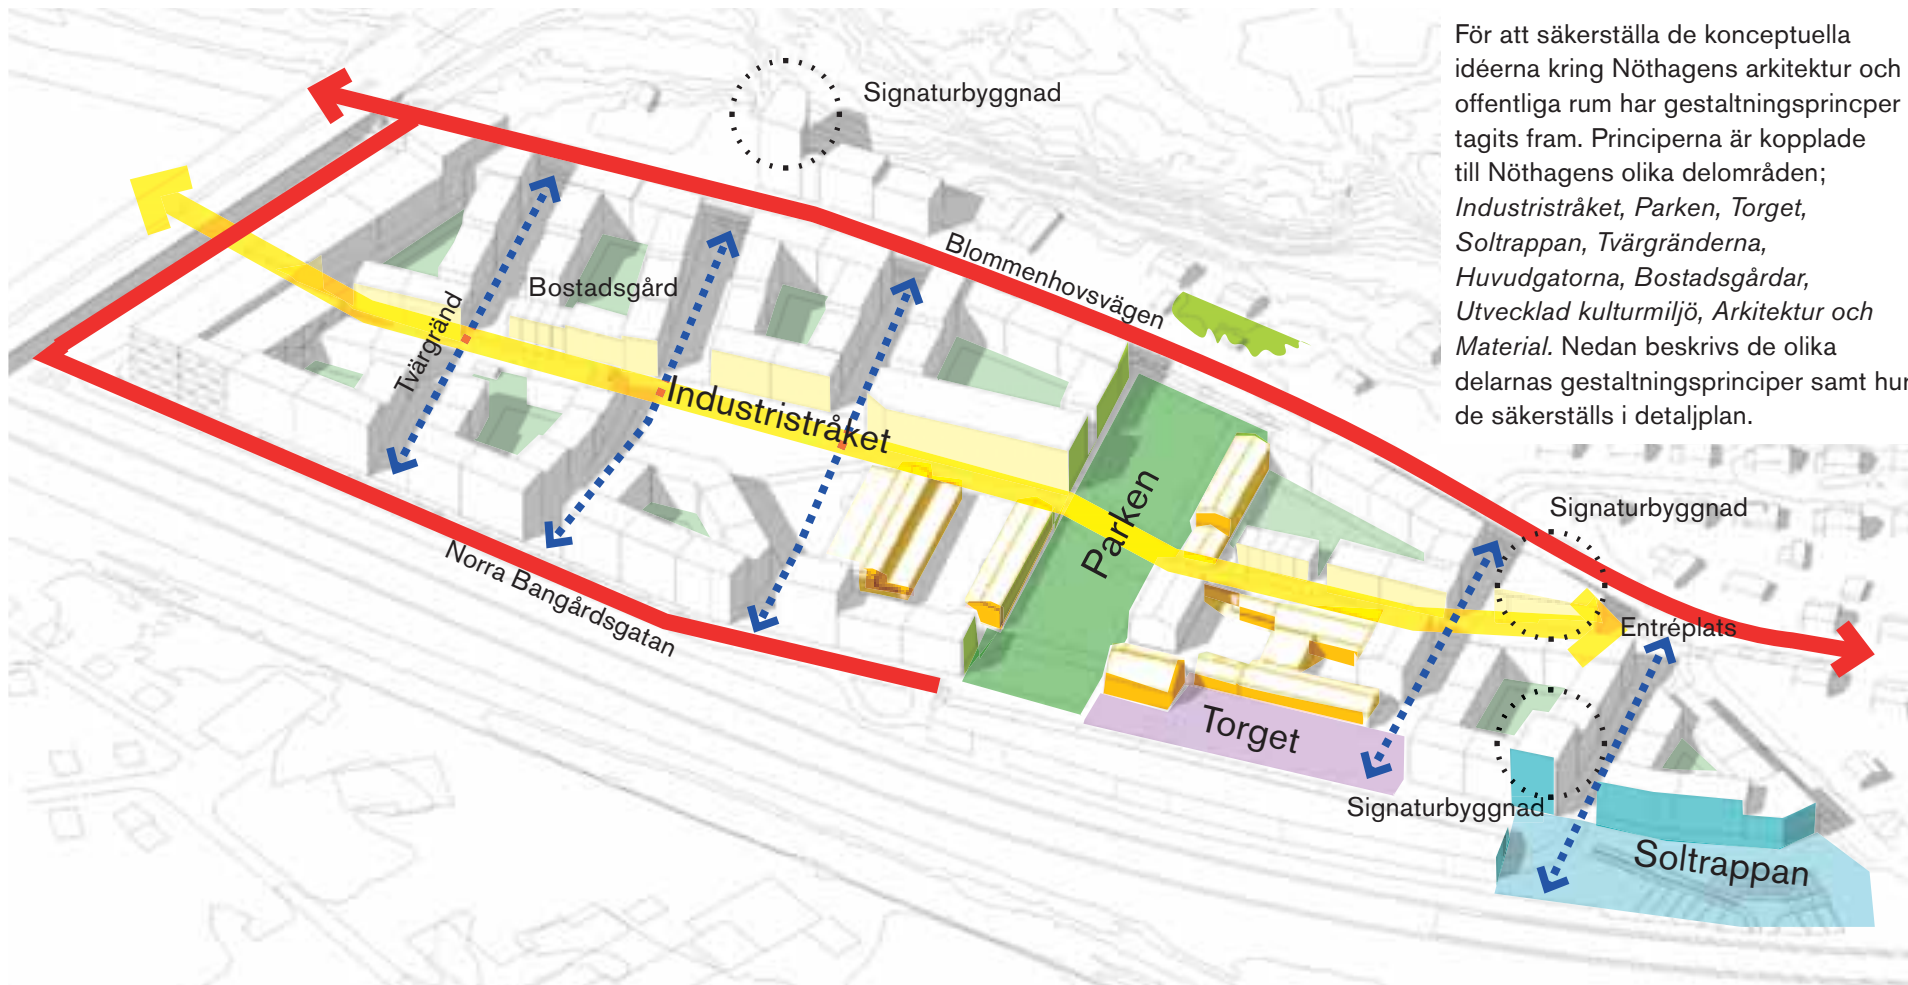 För att säkerställa de konceptuella
idéerna kring Nöthagens arkitektur och
offentliga rum har gestaltningsprincper
tagits fram. Principerna är kopplade
till Nöthagens olika delområden;
Industristråket, Parken, Torget,
Soltrappan, Tvärgränderna,
Huvudgatorna, Bostadsgårdar,
Utvecklad kulturmiljö, Arkitektur och
Material. Nedan beskrivs de olika
delarnas gestaltningsprinciper samt hur
de säkerställs i detaljplan.
Signaturbyggnad
Blommenhovsvägen
Bostadsgård
Tvärgränd
Industristråket
Parken
Norra Bangårdsgatan
Signaturbyggnad
Entréplats
Torget
Signaturbyggnad
Soltrappan